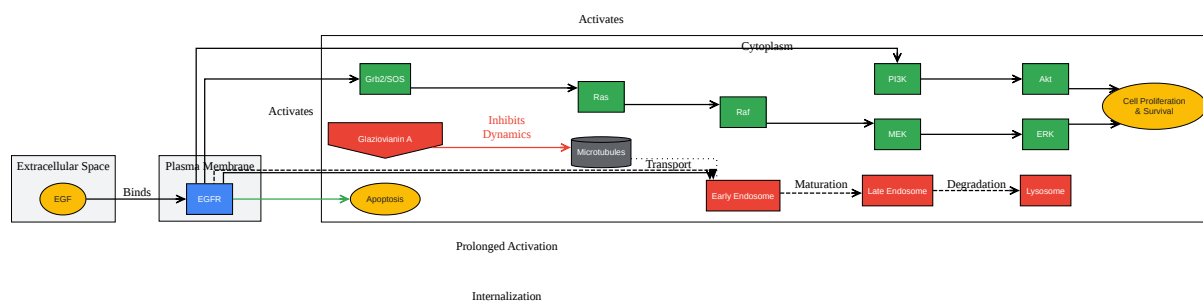 Activates
Cytoplasm
Grb2/SOS
PI3K
Akt
Ras
Raf
Cell Proliferation
& Survival
Activates
Inhibits
Dynamics
Glaziovianin A
Microtubules
MEK
ERK
Extracellular Space
Plasma Membrane
Transport
EGF
Binds
EGFR
Apoptosis
Early Endosome
Maturation
Late Endosome
Degradation
Lysosome
Prolonged Activation
Internalization